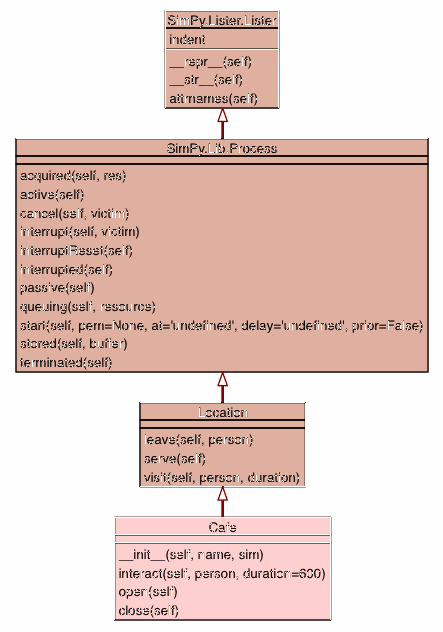 SimPy.Lister.Lister
indent
__repr__(self)
__str__(self)
attrnames(self)
SimPy.Lib.Process
acquired(self, res)
active(self)
cancel(self, victim)
interrupt(self, victim)
interruptReset(self)
interrupted(self)
passive(self)
queuing(self, resource)
start(self, pem=None, at='undefined', delay='undefined', prior=False)
stored(self, buffer)
terminated(self)
Location
leave(self, person)
serve(self)
visit(self, person, duration)
Cafe
__init__(self, name, sim)
interact(self, person, duration=600)
open(self)
close(self)